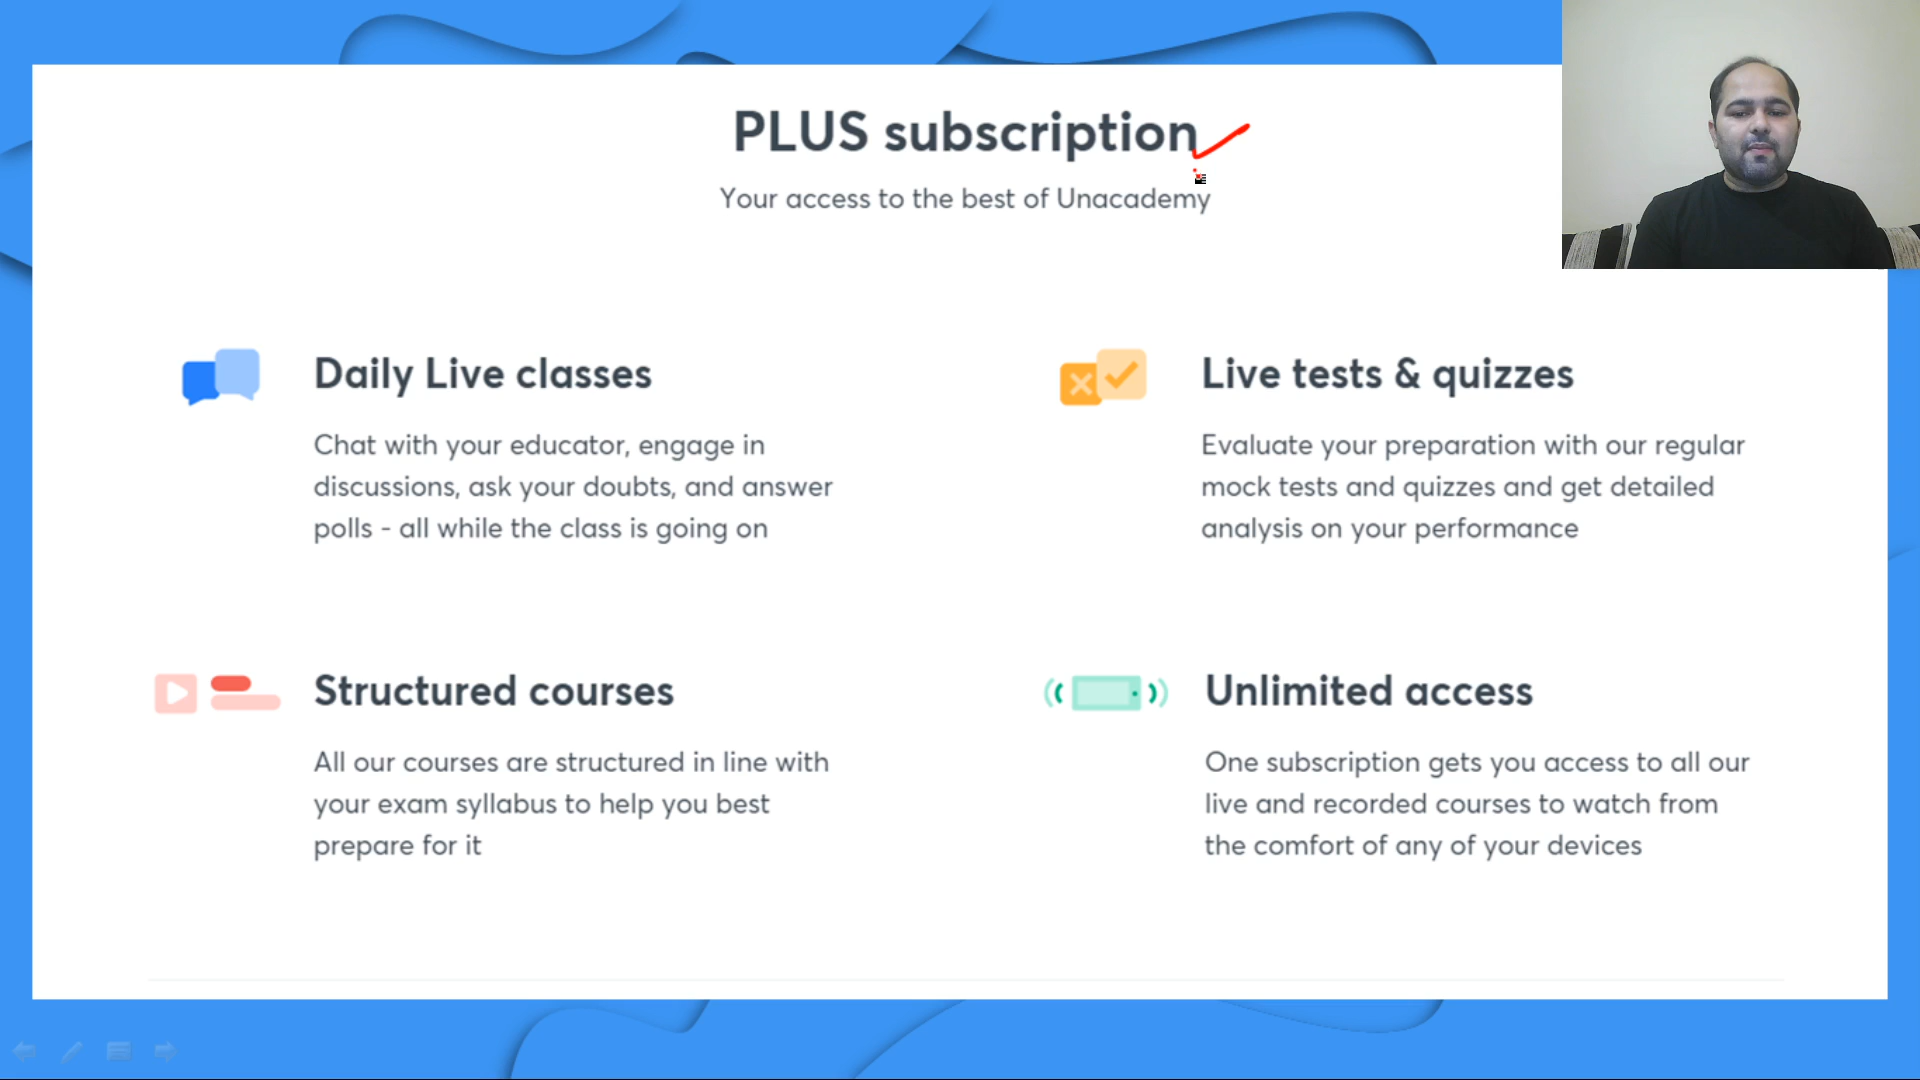 PLUS subscription
Your access to the best of Unacademy
Daily Live classes
Chat with your educator, engage in
discussions, ask your doubts, and answer
polls - all while the class is going on
Live tests & quizzes
Evaluate your preparation with our regular
mock tests and quizzes and get detailed
analysis on your performance
Structured courses
All our courses are structured in line with
your exam syllabus to help you best
prepare for it
Unlimited access
One subscription gets you access to all our
live and recorded courses to watch from
the comfort of any of your devices